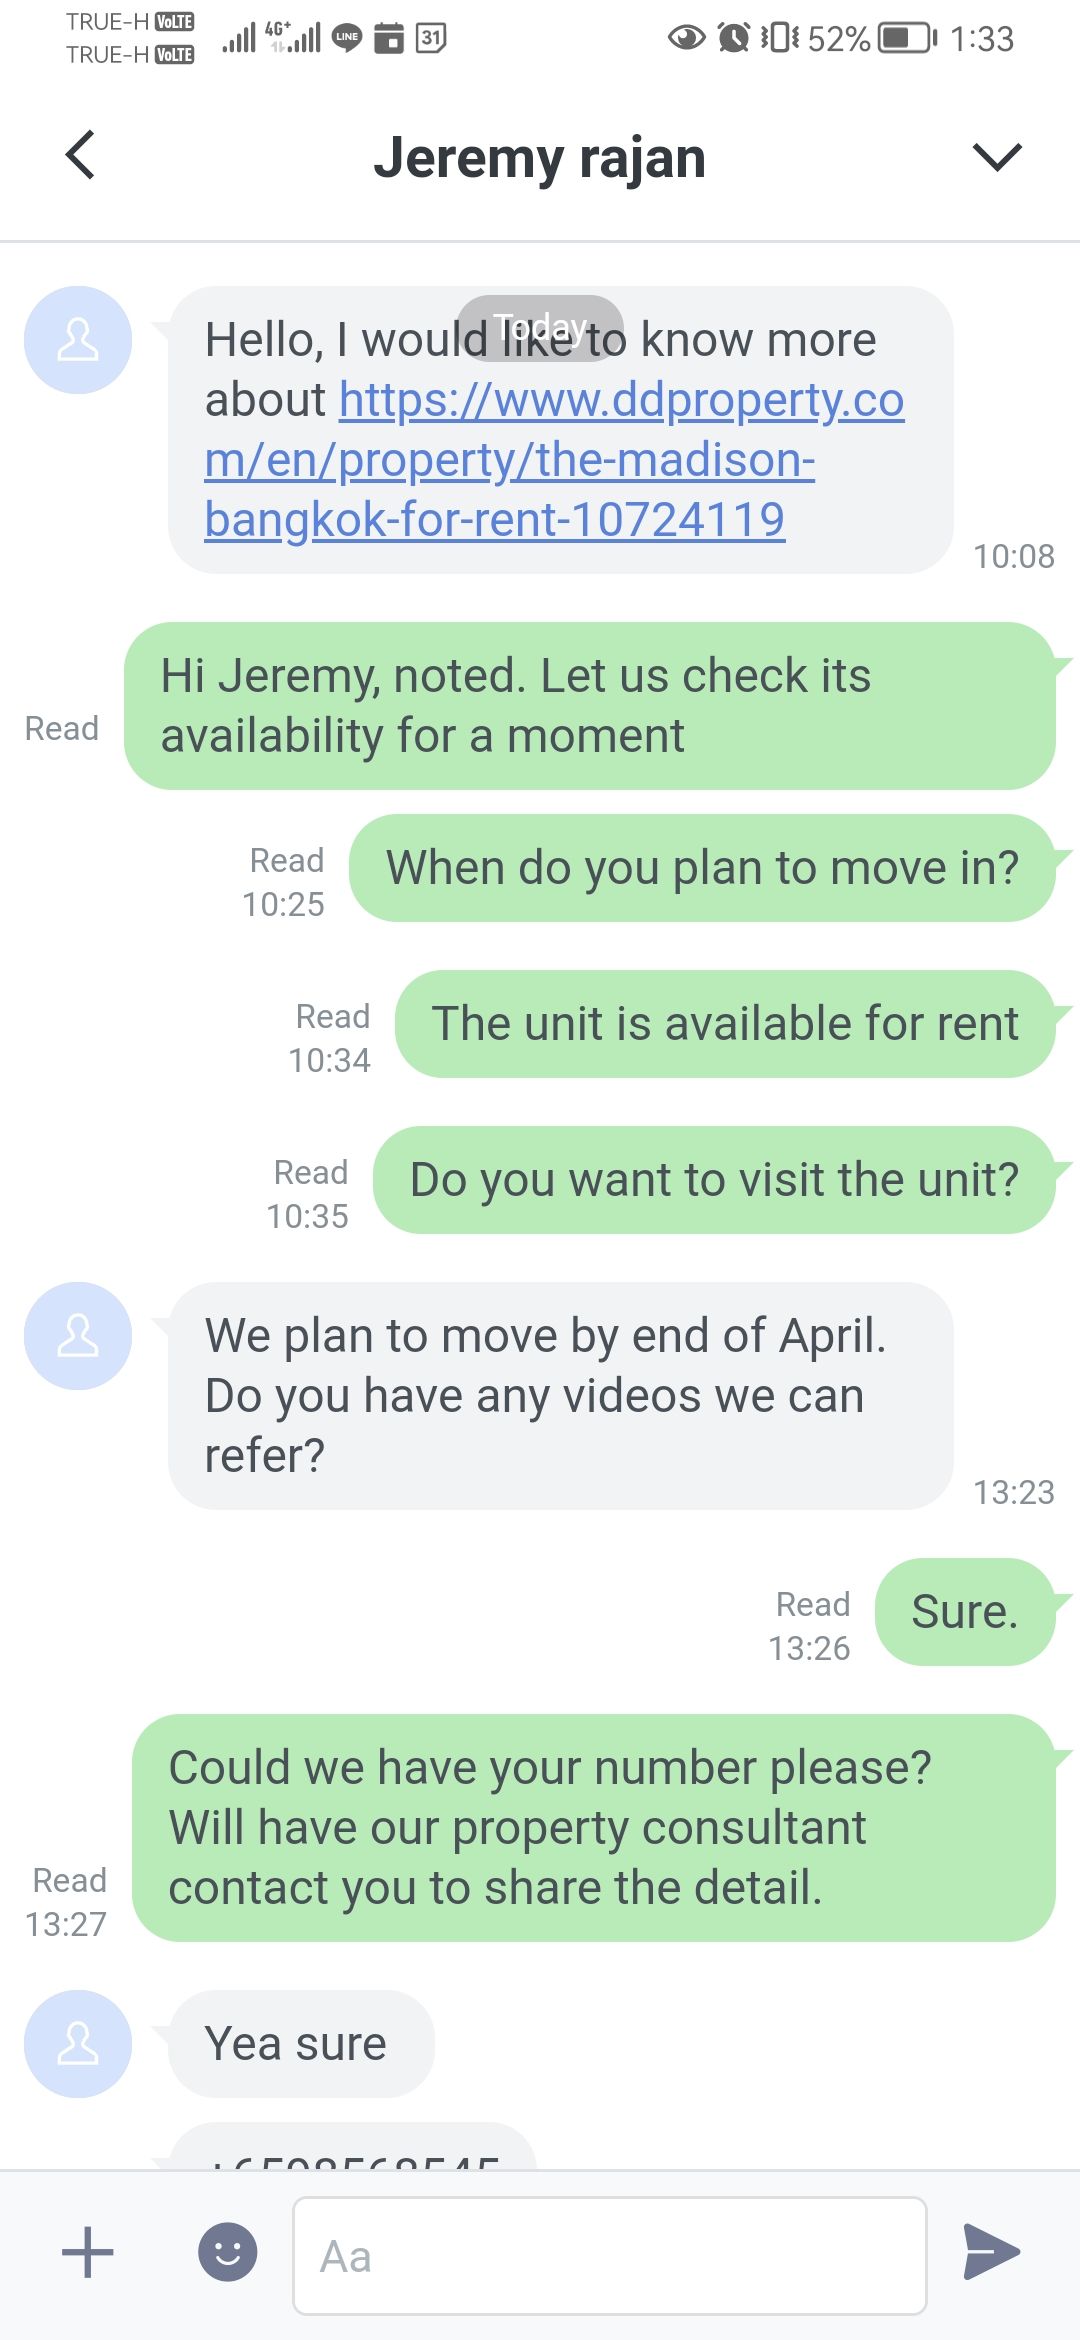 TRUE-H VoLTE
TRUE-H VoLTE
4G+
LINE
31
52%
1:33
Jeremy rajan
Today
Hello, I would like to know more
about https://www.ddproperty.co
m/en/property/the-madison-
bangkok-for-rent-10724119
10:08
Hi Jeremy, noted. Let us check its
availability for a moment
Read
When do you plan to move in?
Read
10:25
The unit is available for rent
Read
10:34
Do you want to visit the unit?
Read
10:35
We plan to move by end of April.
Do you have any videos we can
refer?
13:23
Sure.
Read
13:26
Could we have your number please?
Will have our property consultant
contact you to share the detail.
Read
13:27
Yea sure
Aa